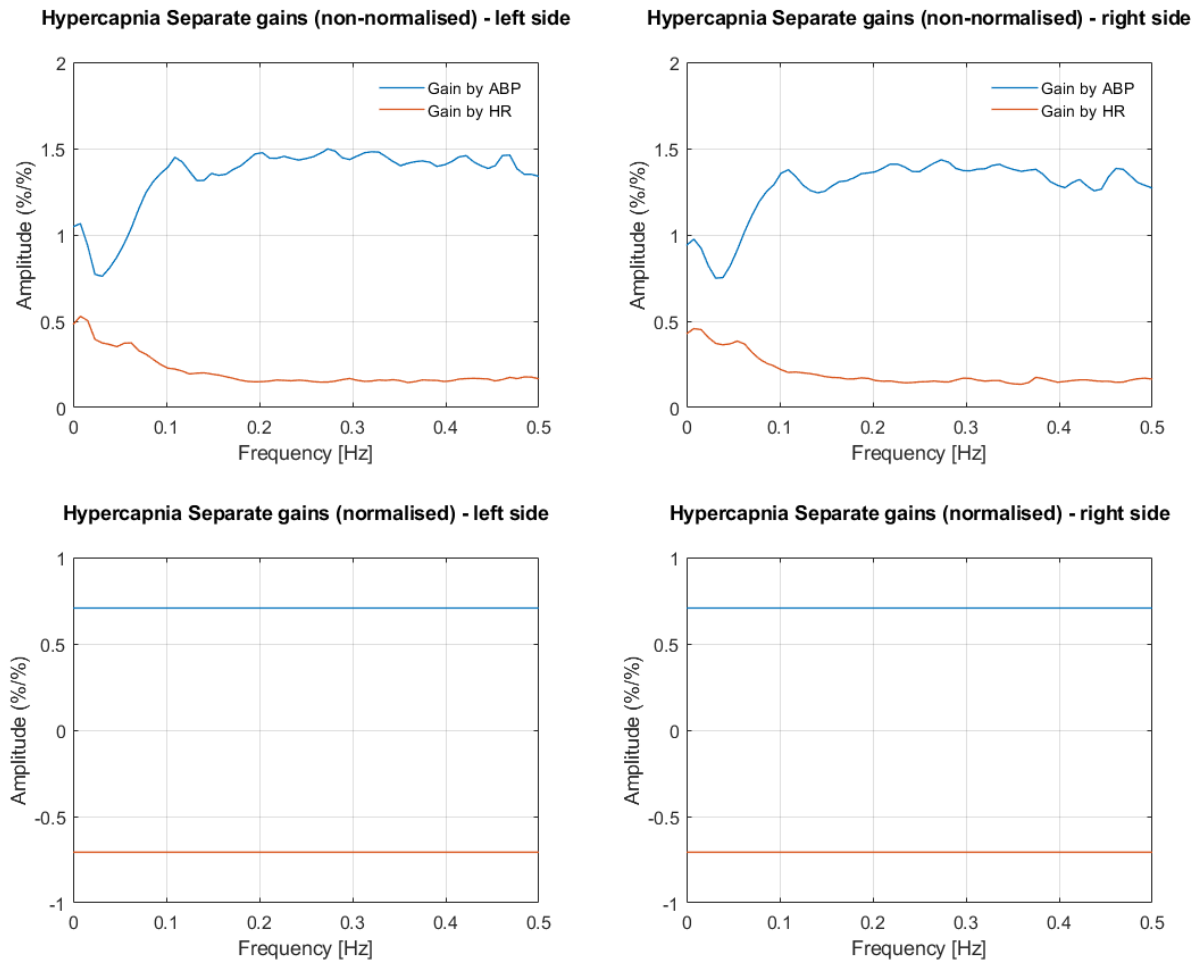 Hypercapnia Separate gains (non-normalised) - left side
2
1.5
1
0.5
0
Amplitude (%/%)
Gain by ABP
Gain by HR
0 0.1 0.2 0.3 0.4 0.5
Frequency [Hz]
Hypercapnia Separate gains (non-normalised) - right side
2
1.5
1
0.5
0
Amplitude (%/%)
Gain by ABP
Gain by HR
0 0.1 0.2 0.3 0.4 0.5
Frequency [Hz]
Hypercapnia Separate gains (normalised) - left side
1
0.5
0
-0.5
-1
Amplitude (%/%)
0 0.1 0.2 0.3 0.4 0.5
Frequency [Hz]
Hypercapnia Separate gains (normalised) - right side
1
0.5
0
-0.5
-1
Amplitude (%/%)
0 0.1 0.2 0.3 0.4 0.5
Frequency [Hz]